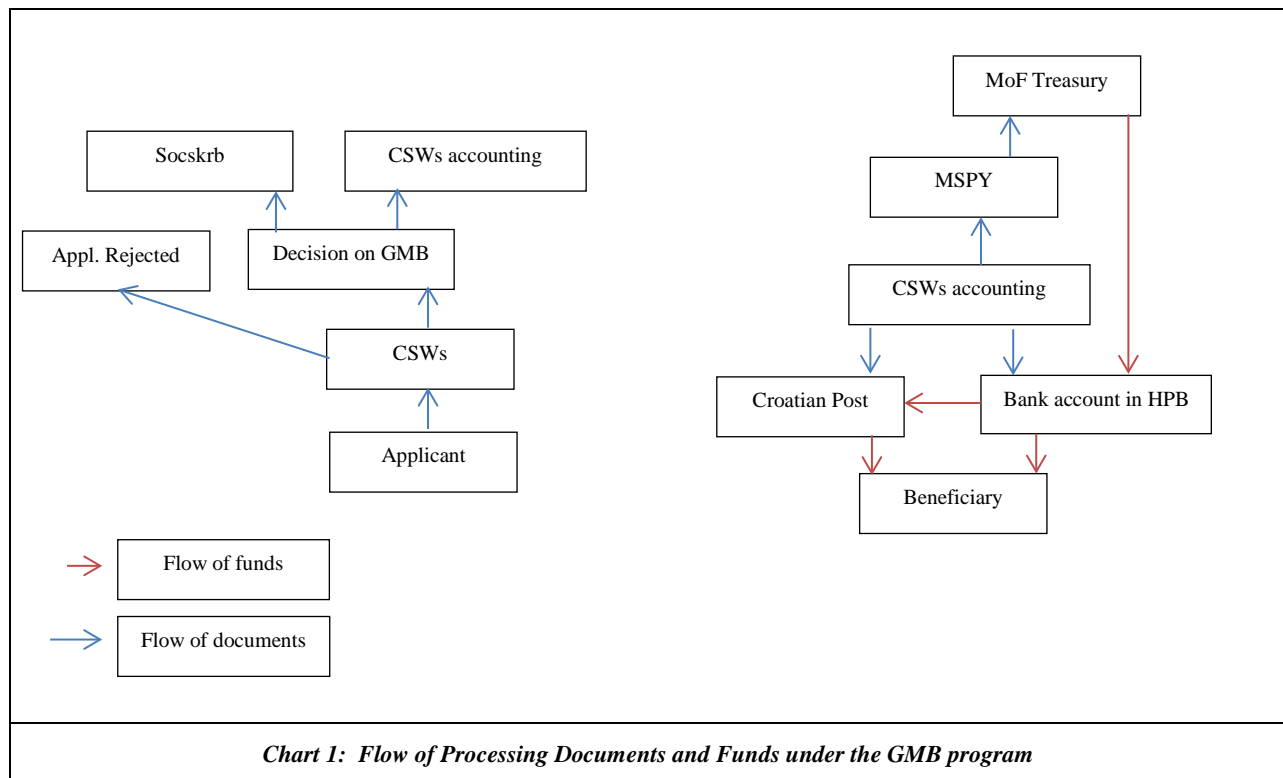 MoF Treasury
Socskrb
CSWs accounting
MSPY
Appl. Rejected
Decision on GMB
CSWs accounting
CSWs
Croatian Post
Bank account in HPB
Applicant
Beneficiary
Flow of funds
Flow of documents
Chart 1: Flow of Processing Documents and Funds under the GMB program